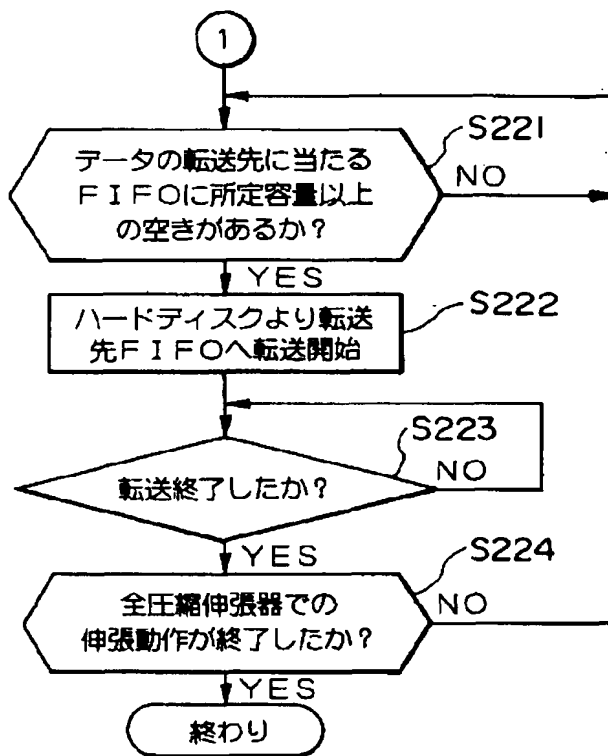 1
S221
データの転送先に当たる
FIFOに所定容量以上
の空きがあるか？
NO
YES
S222
ハードディスクより転送
先FIFOへ転送開始
S223
転送終了したか？
NO
YES
S224
全圧縮伸張器での
伸張動作が終了したか？
NO
YES
終わり